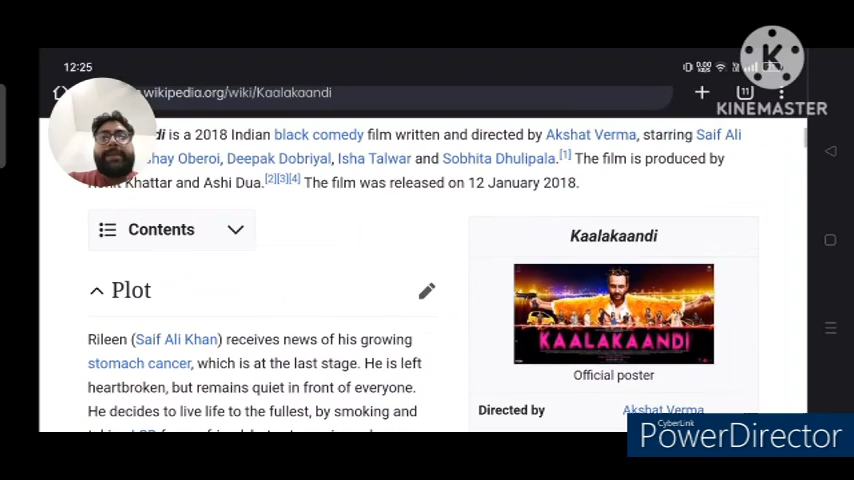 12:25
0.00
KINEMASTER
.wikipedia.org/wiki/Kaalakaandi
11
di is a 2018 Indian black comedy film written and directed by Akshat Verma, starring Saif Ali
shay Oberoi, Deepak Dobriyal, Isha Talwar and Sobhita Dhulipala.[1] The film is produced by
Khattar and Ashi Dua.[2][3][4] The film was released on 12 January 2018.
Contents
Kaalakaandi
Plot
KAALAKAANDI
Official poster
Rileen (Saif Ali Khan) receives news of his growing
stomach cancer, which is at the last stage. He is left
heartbroken, but remains quiet in front of everyone.
He decides to live life to the fullest, by smoking and
Directed by Akshat Verma
CyberLink
PowerDirector